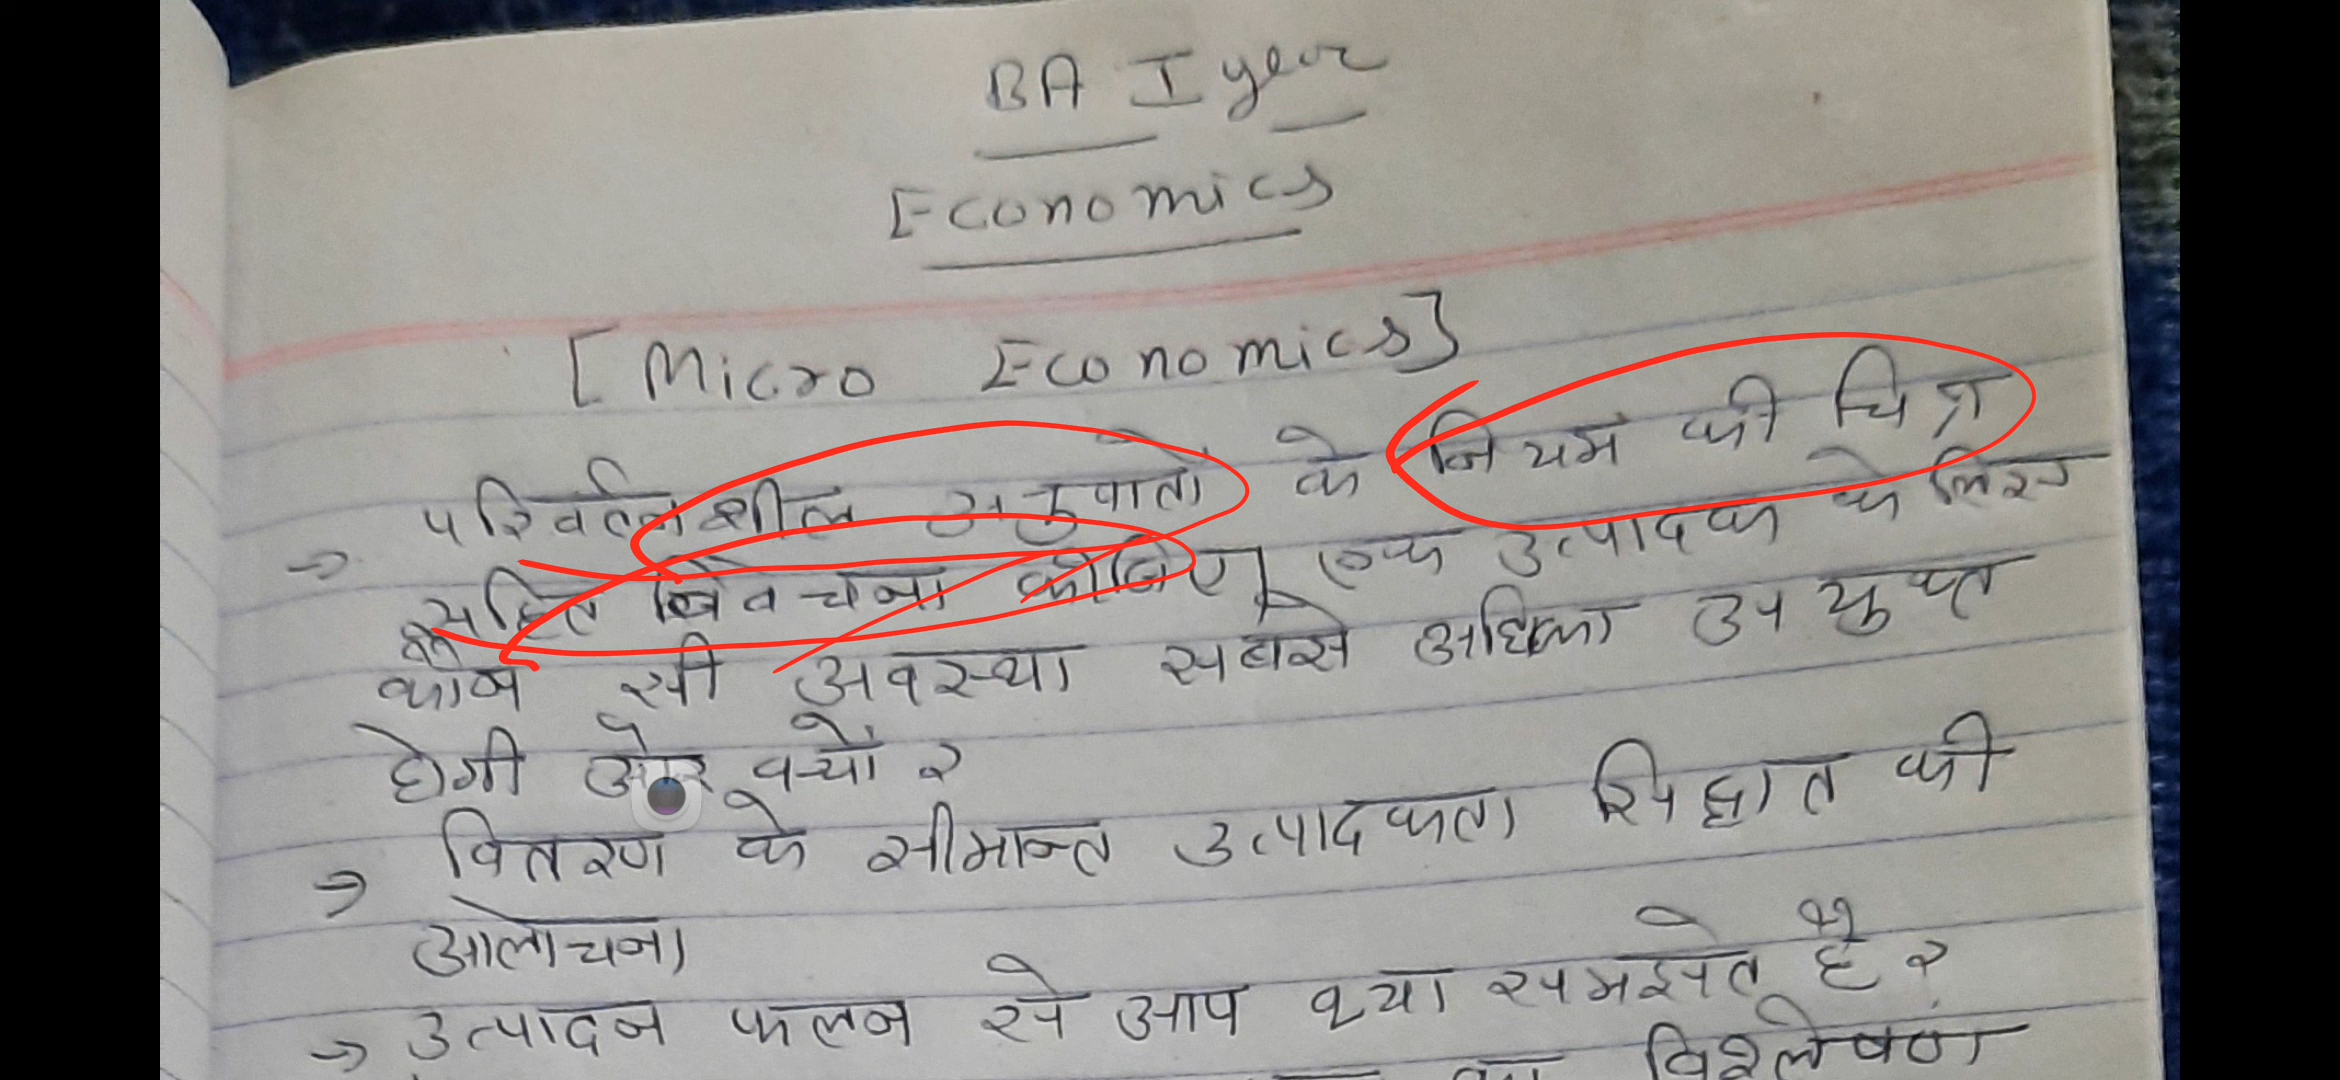 BA I year
Economics
[Micro Economics]
→ परिवर्तनशील अनुपातों के नियम की चित्र
सहित विवेचना कीजिए। एक उत्पादक के लिए
कौन सी अवस्था सबसे अधिक उपयुक्त
होगी और क्यों ?
→ वितरण के सीमान्त उत्पादकता सिद्धांत की
आलोचना
→ उत्पादन फलन से आप क्या समझते है ?
विश्लेषण